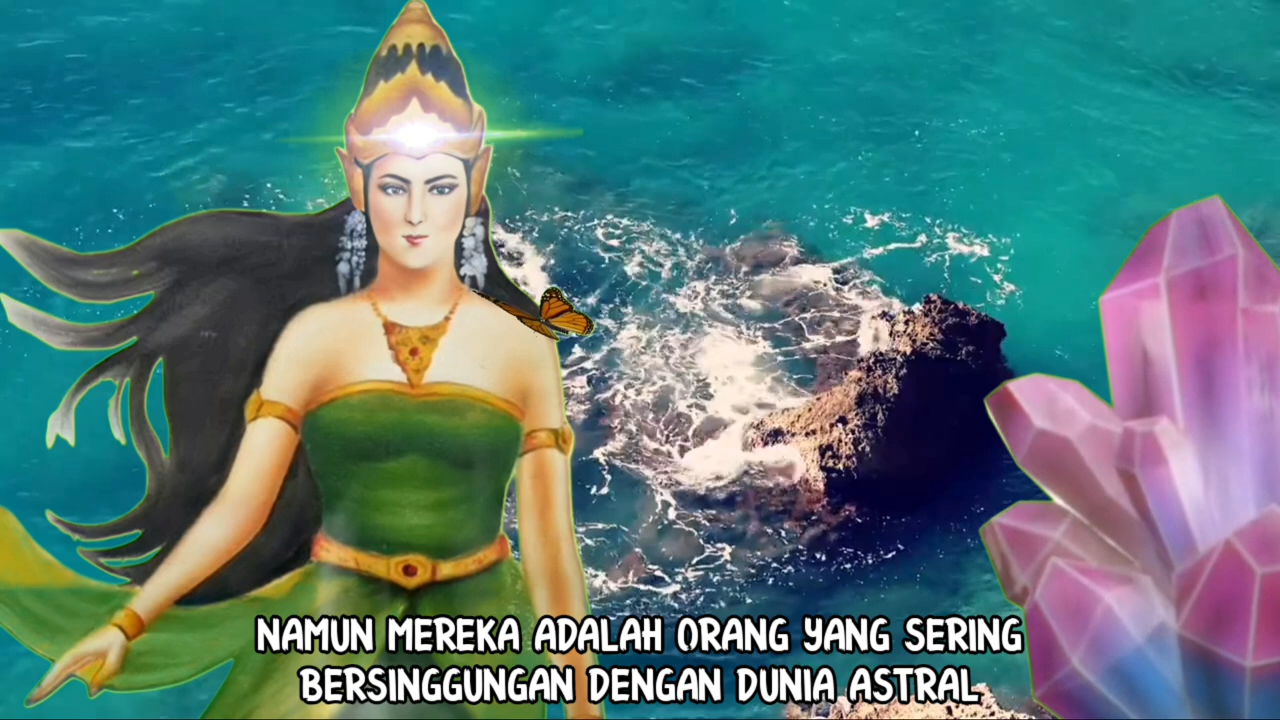 NAMUN MEREKA ADALAH ORANG YANG SERING
BERSINGGUNGAN DENGAN DUNIA ASTRAL